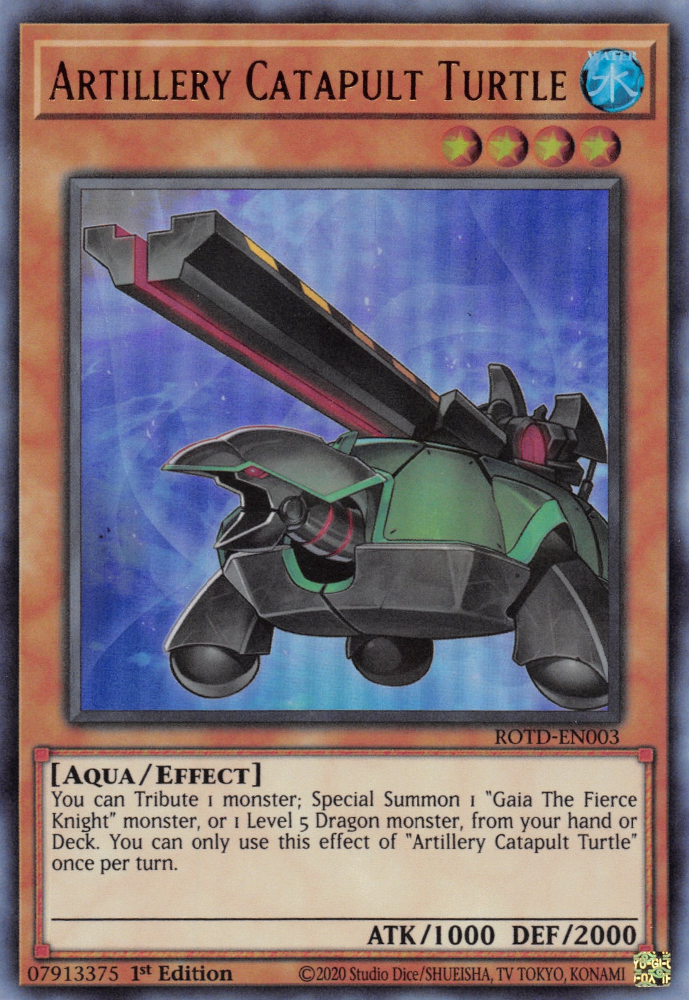 Artillery Catapult Turtle
WATER
水
ROTD-EN003
[Aqua/Effect]
You can Tribute 1 monster; Special Summon 1 "Gaia The Fierce
Knight" monster, or 1 Level 5 Dragon monster, from your hand or
Deck. You can only use this effect of "Artillery Catapult Turtle"
once per turn.
ATK/1000 DEF/2000
07913375 1st Edition ©2020 Studio Dice/SHUEISHA, TV TOKYO, KONAMI